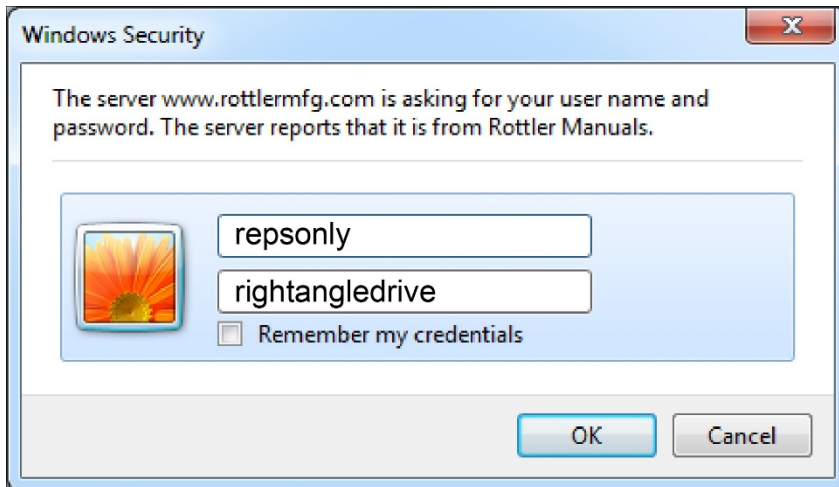 Windows Security
The server www.rottlermfg.com is asking for your user name and
password. The server reports that it is from Rottler Manuals.
repsonly
rightangledrive
Remember my credentials
OK
Cancel